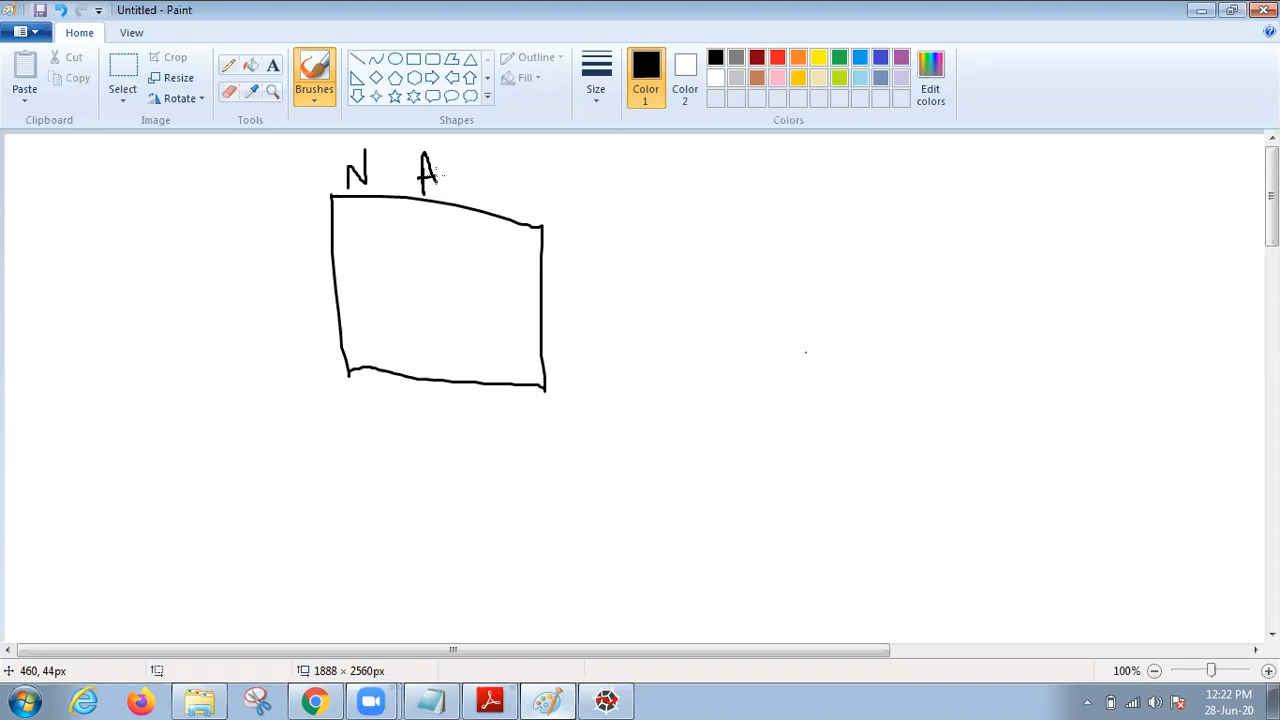 Untitled - Paint
Home View
Paste
Cut
Copy
Select
Crop
Resize
Rotate
A
Brushes
Outline
Fill
Size
Color 1
Color 2
Edit colors
Clipboard Image Tools Shapes Colors
N A
460, 44px
1888 × 2560px
100%
12:22 PM
28-Jun-20